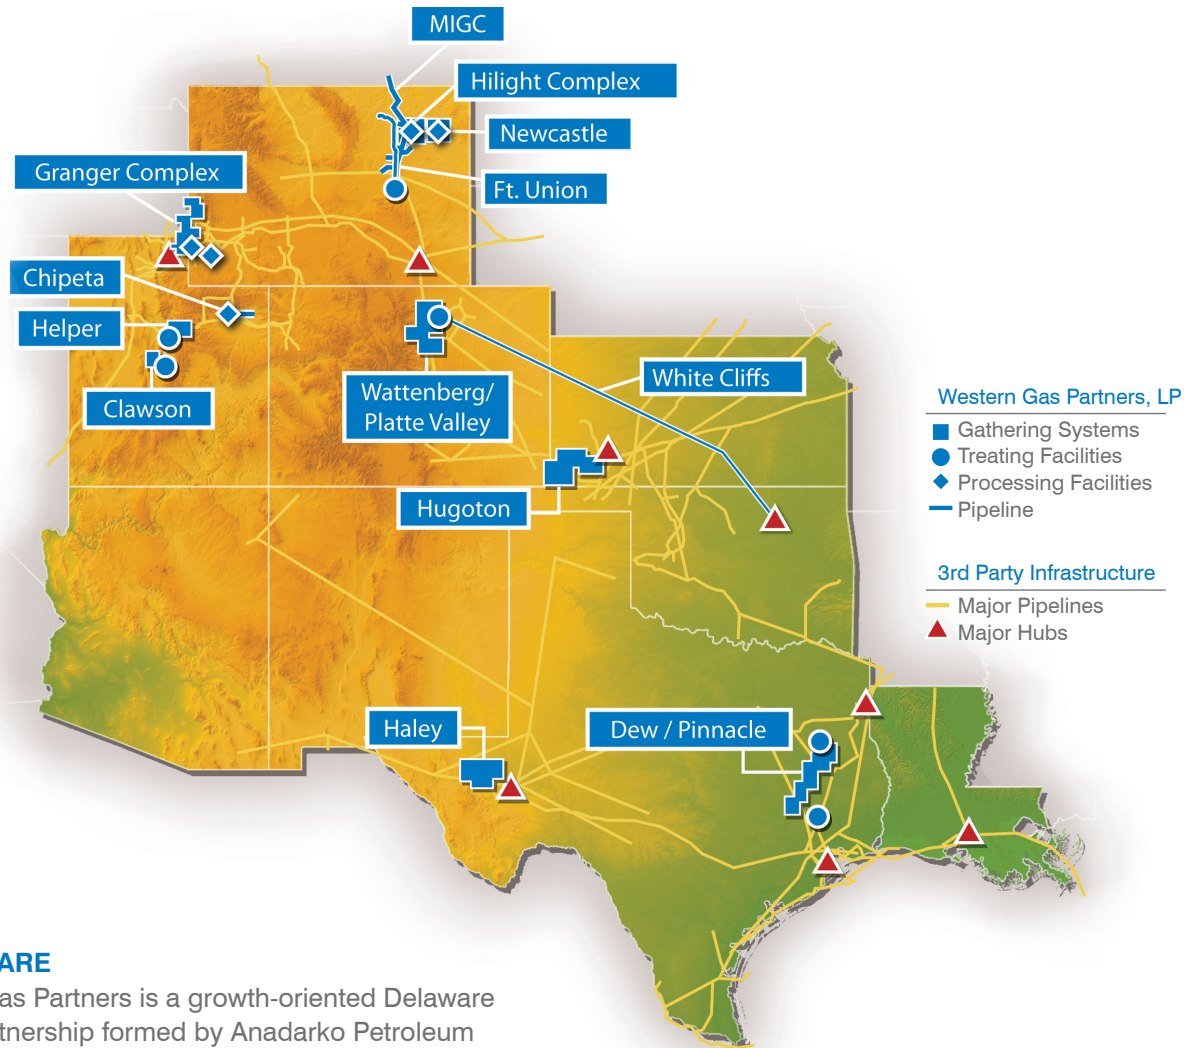 MIGC
Hilight Complex
Newcastle
Granger Complex
Ft. Union
Chipeta
Helper
White Cliffs
Wattenberg/
Platte Valley
Clawson
Hugoton
Western Gas Partners, LP
Gathering Systems
Treating Facilities
Processing Facilities
Pipeline
3rd Party Infrastructure
Major Pipelines
Major Hubs
Haley
Dew / Pinnacle
ARE
as Partners is a growth-oriented Delaware
tnership formed by Anadarko Petroleum